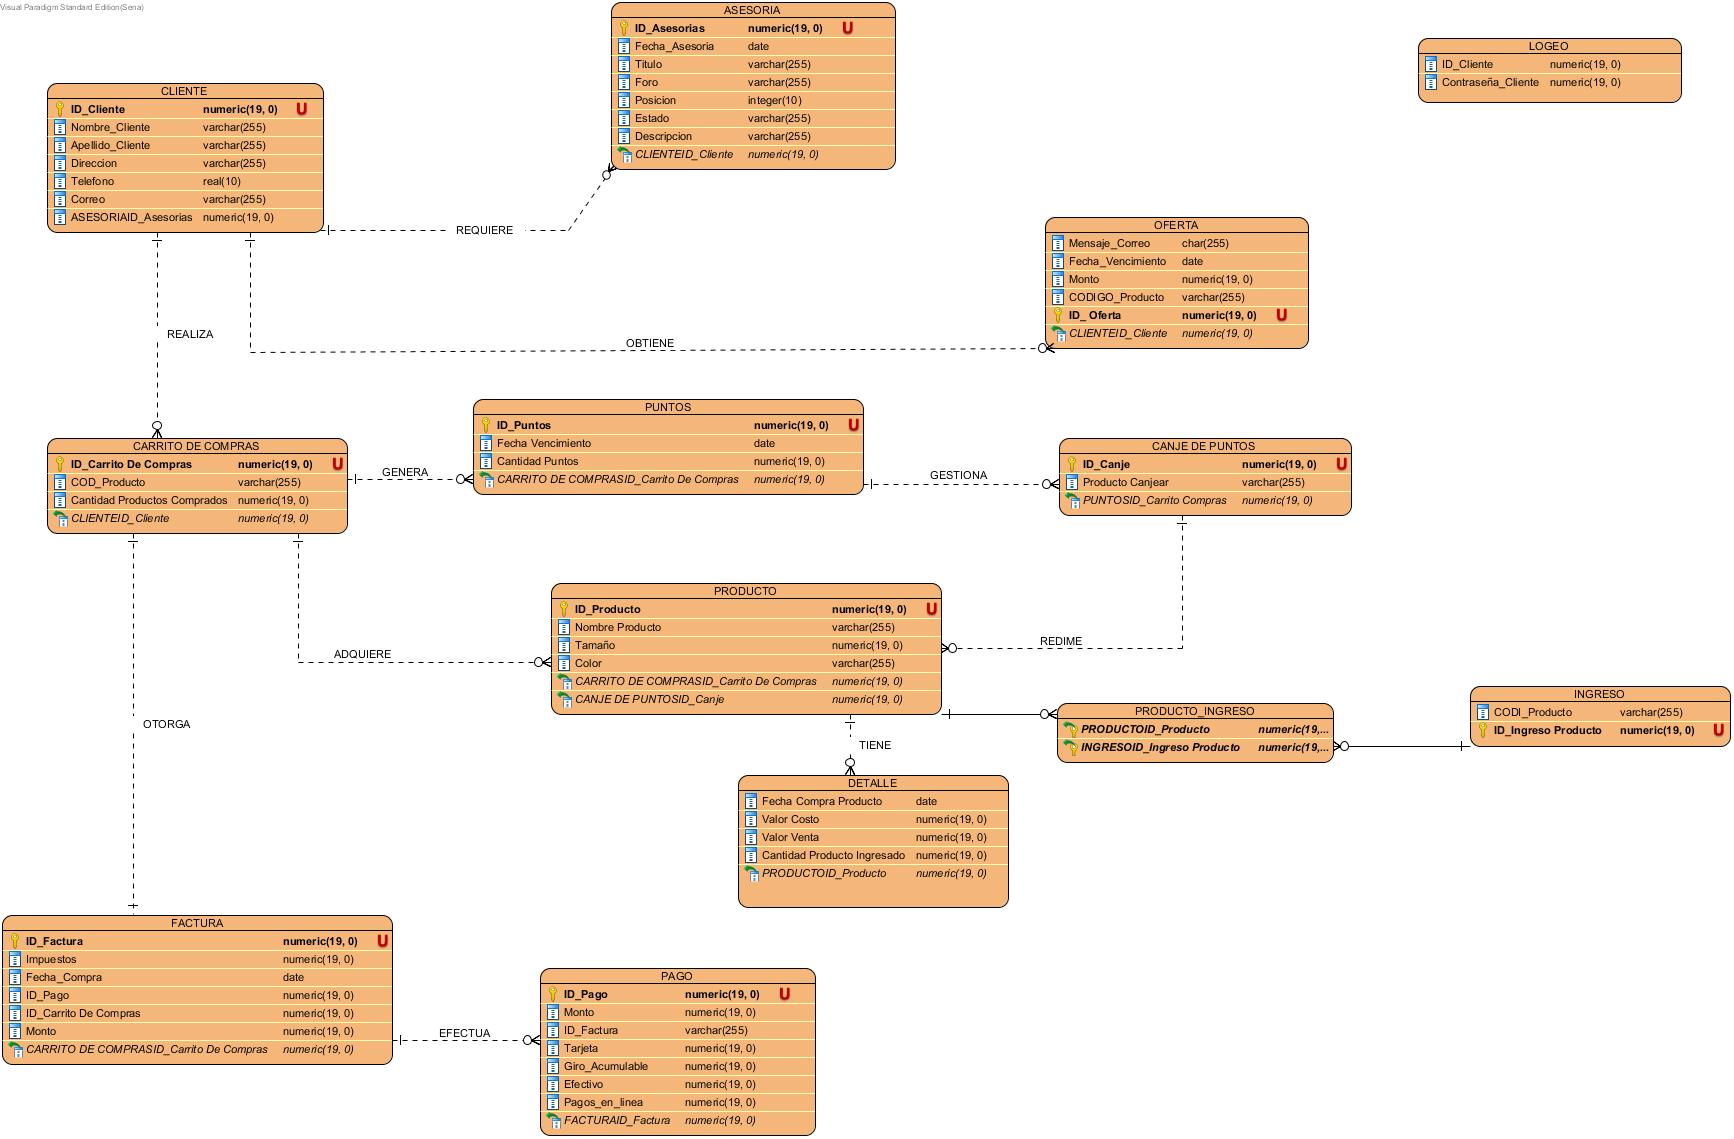 Visual Paradigm Standard Edition(Sena)
ASESORIA
ID_Asesorias numeric(19, 0) U
Fecha_Asesoria date
Titulo varchar(255)
Foro varchar(255)
Posicion integer(10)
Estado varchar(255)
Descripcion varchar(255)
CLIENTEID_Cliente numeric(19, 0)
LOGEO
ID_Cliente numeric(19, 0)
Contraseña_Cliente numeric(19, 0)
CLIENTE
ID_Cliente numeric(19, 0) U
Nombre_Cliente varchar(255)
Apellido_Cliente varchar(255)
Direccion varchar(255)
Telefono real(10)
Correo varchar(255)
ASESORIAID_Asesorias numeric(19, 0)
REQUIERE
OFERTA
Mensaje_Correo char(255)
Fecha_Vencimiento date
Monto numeric(19, 0)
CODIGO_Producto varchar(255)
ID_ Oferta numeric(19, 0) U
CLIENTEID_Cliente numeric(19, 0)
REALIZA
OBTIENE
PUNTOS
ID_Puntos numeric(19, 0) U
Fecha Vencimiento date
Cantidad Puntos numeric(19, 0)
CARRITO DE COMPRASID_Carrito De Compras numeric(19, 0)
CARRITO DE COMPRAS
ID_Carrito De Compras numeric(19, 0) U
COD_Producto varchar(255)
Cantidad Productos Comprados numeric(19, 0)
CLIENTEID_Cliente numeric(19, 0)
GENERA
GESTIONA
CANJE DE PUNTOS
ID_Canje numeric(19, 0) U
Producto Canjear varchar(255)
PUNTOSID_Carrito Compras numeric(19, 0)
PRODUCTO
ID_Producto numeric(19, 0) U
Nombre Producto varchar(255)
Tamaño numeric(19, 0)
Color varchar(255)
CARRITO DE COMPRASID_Carrito De Compras numeric(19, 0)
CANJE DE PUNTOSID_Canje numeric(19, 0)
ADQUIERE
REDIME
INGRESO
CODI_Producto varchar(255)
ID_Ingreso Producto numeric(19, 0) U
PRODUCTO_INGRESO
PRODUCTOID_Producto numeric(19,...
INGRESOID_Ingreso Producto numeric(19,...
OTORGA
TIENE
DETALLE
Fecha Compra Producto date
Valor Costo numeric(19, 0)
Valor Venta numeric(19, 0)
Cantidad Producto Ingresado numeric(19, 0)
PRODUCTOID_Producto numeric(19, 0)
FACTURA
ID_Factura numeric(19, 0) U
Impuestos numeric(19, 0)
Fecha_Compra date
ID_Pago numeric(19, 0)
ID_Carrito De Compras numeric(19, 0)
Monto numeric(19, 0)
CARRITO DE COMPRASID_Carrito De Compras numeric(19, 0)
EFECTUA
PAGO
ID_Pago numeric(19, 0) U
Monto numeric(19, 0)
ID_Factura varchar(255)
Tarjeta numeric(19, 0)
Giro_Acumulable numeric(19, 0)
Efectivo numeric(19, 0)
Pagos_en_linea numeric(19, 0)
FACTURAID_Factura numeric(19, 0)